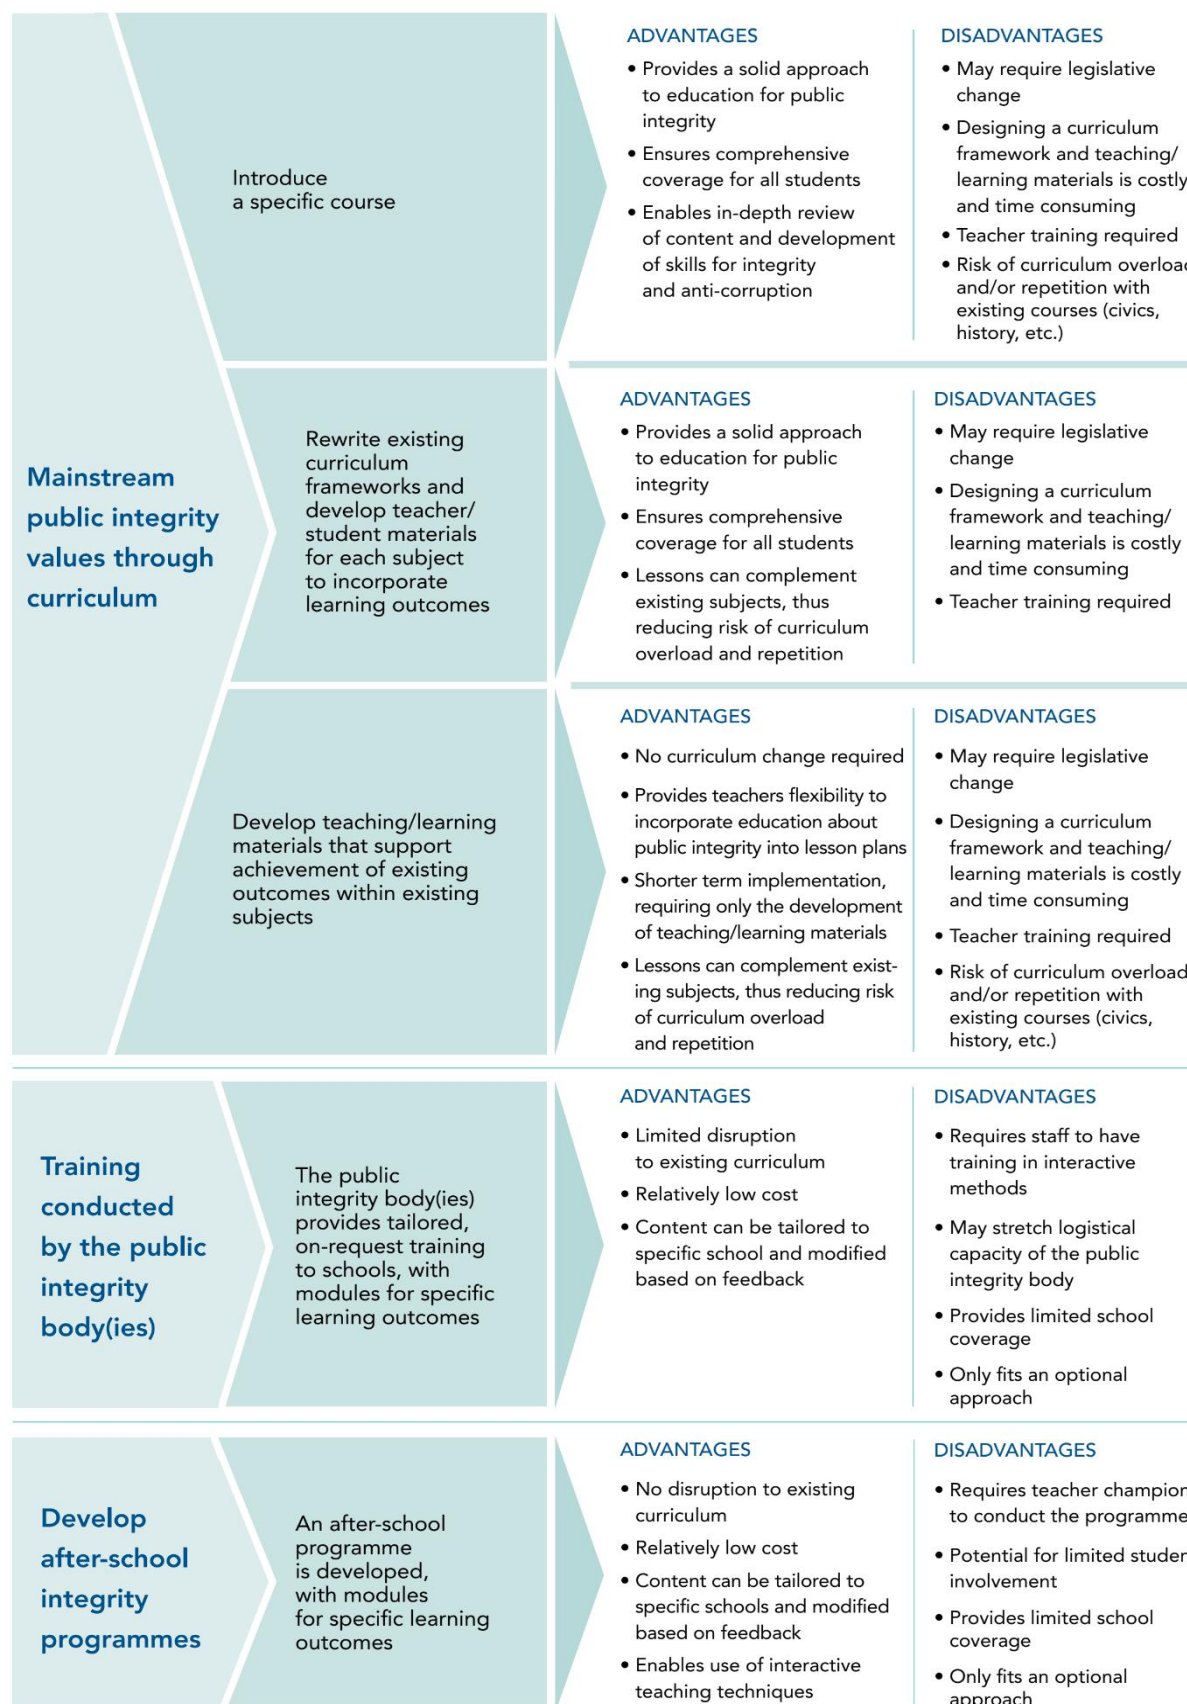 Mainstream
public integrity
values through
curriculum
Introduce
a specific course
ADVANTAGES
• Provides a solid approach
to education for public
integrity
• Ensures comprehensive
coverage for all students
• Enables in-depth review
of content and development
of skills for integrity
and anti-corruption
DISADVANTAGES
• May require legislative
change
• Designing a curriculum
framework and teaching/
learning materials is costly
and time consuming
• Teacher training required
• Risk of curriculum overload
and/or repetition with
existing courses (civics,
history, etc.)
Rewrite existing
curriculum
frameworks and
develop teacher/
student materials
for each subject
to incorporate
learning outcomes
ADVANTAGES
• Provides a solid approach
to education for public
integrity
• Ensures comprehensive
coverage for all students
• Lessons can complement
existing subjects, thus
reducing risk of curriculum
overload and repetition
DISADVANTAGES
• May require legislative
change
• Designing a curriculum
framework and teaching/
learning materials is costly
and time consuming
• Teacher training required
Develop teaching/learning
materials that support
achievement of existing
outcomes within existing
subjects
ADVANTAGES
• No curriculum change required
• Provides teachers flexibility to
incorporate education about
public integrity into lesson plans
• Shorter term implementation,
requiring only the development
of teaching/learning materials
• Lessons can complement exist-
ing subjects, thus reducing risk
of curriculum overload
and repetition
DISADVANTAGES
• May require legislative
change
• Designing a curriculum
framework and teaching/
learning materials is costly
and time consuming
• Teacher training required
• Risk of curriculum overload
and/or repetition with
existing courses (civics,
history, etc.)
Training
conducted
by the public
integrity
body(ies)
The public
integrity body(ies)
provides tailored,
on-request training
to schools, with
modules for specific
learning outcomes
ADVANTAGES
• Limited disruption
to existing curriculum
• Relatively low cost
• Content can be tailored to
specific school and modified
based on feedback
DISADVANTAGES
• Requires staff to have
training in interactive
methods
• May stretch logistical
capacity of the public
integrity body
• Provides limited school
coverage
• Only fits an optional
approach
Develop
after-school
integrity
programmes
An after-school
programme
is developed,
with modules
for specific learning
outcomes
ADVANTAGES
• No disruption to existing
curriculum
• Relatively low cost
• Content can be tailored to
specific schools and modified
based on feedback
• Enables use of interactive
teaching techniques
DISADVANTAGES
• Requires teacher champion
to conduct the programme
• Potential for limited student
involvement
• Provides limited school
coverage
• Only fits an optional
approach